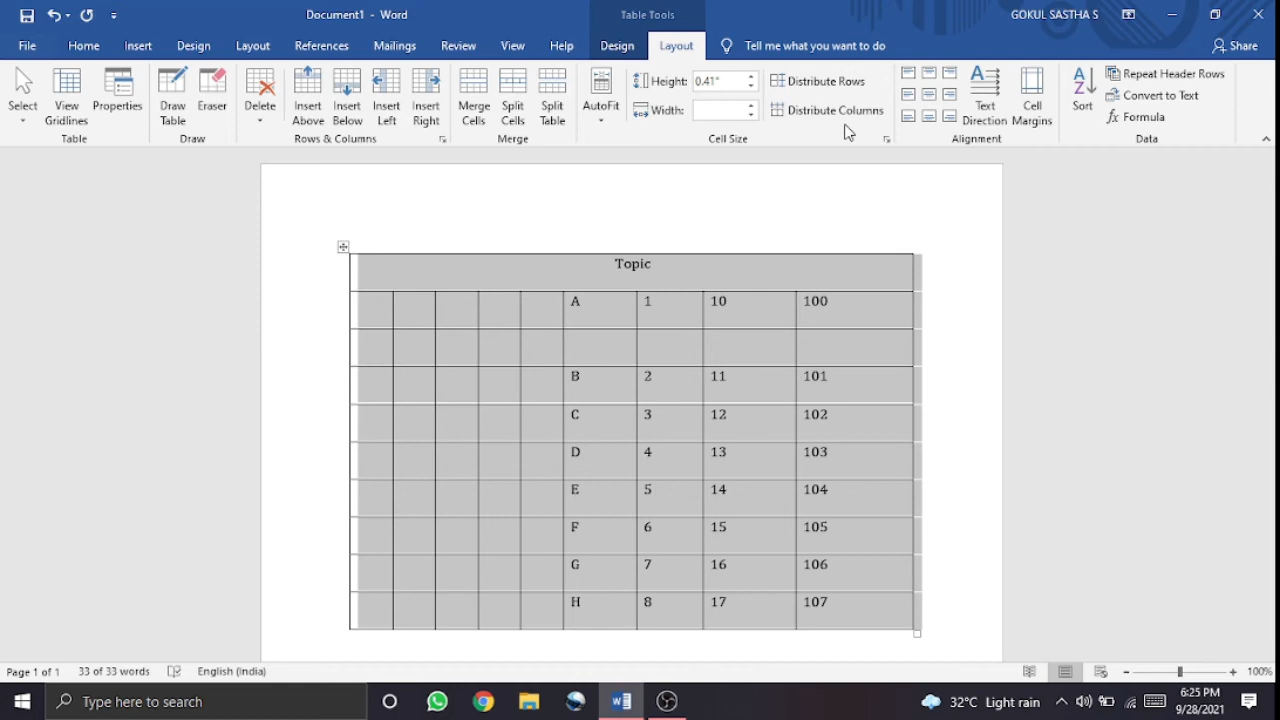 Document1 - Word
Table Tools
GOKUL SASTHA S
File Home Insert Design Layout References Mailings Review View Help Design Layout Tell me what you want to do Share
Select
View Gridlines
Properties
Table
Draw Table
Eraser
Draw
Delete
Insert Above
Insert Below
Insert Left
Insert Right
Rows & Columns
Merge Cells
Split Cells
Split Table
Merge
AutoFit
Height: 0.41"
Width:
Distribute Rows
Distribute Columns
Cell Size
Text Direction
Cell Margins
Alignment
A
Z
Sort
Repeat Header Rows
Convert to Text
fx Formula
Data
Topic
A 1 10 100
B 2 11 101
C 3 12 102
D 4 13 103
E 5 14 104
F 6 15 105
G 7 16 106
H 8 17 107
Page 1 of 1 33 of 33 words English (India) 100%
Type here to search
32°C Light rain
6:25 PM
9/28/2021